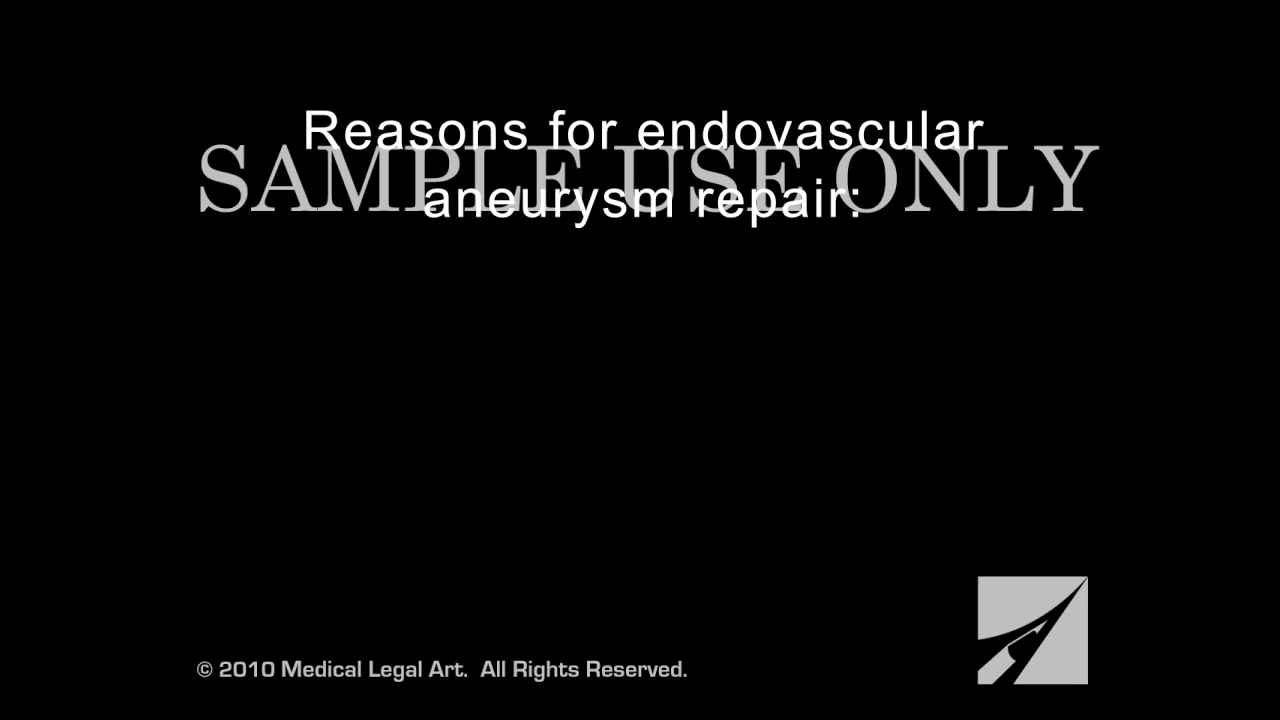 Reasons for endovascular
SAMPLE USE ONLY
aneurysm repair:
© 2010 Medical Legal Art. All Rights Reserved.